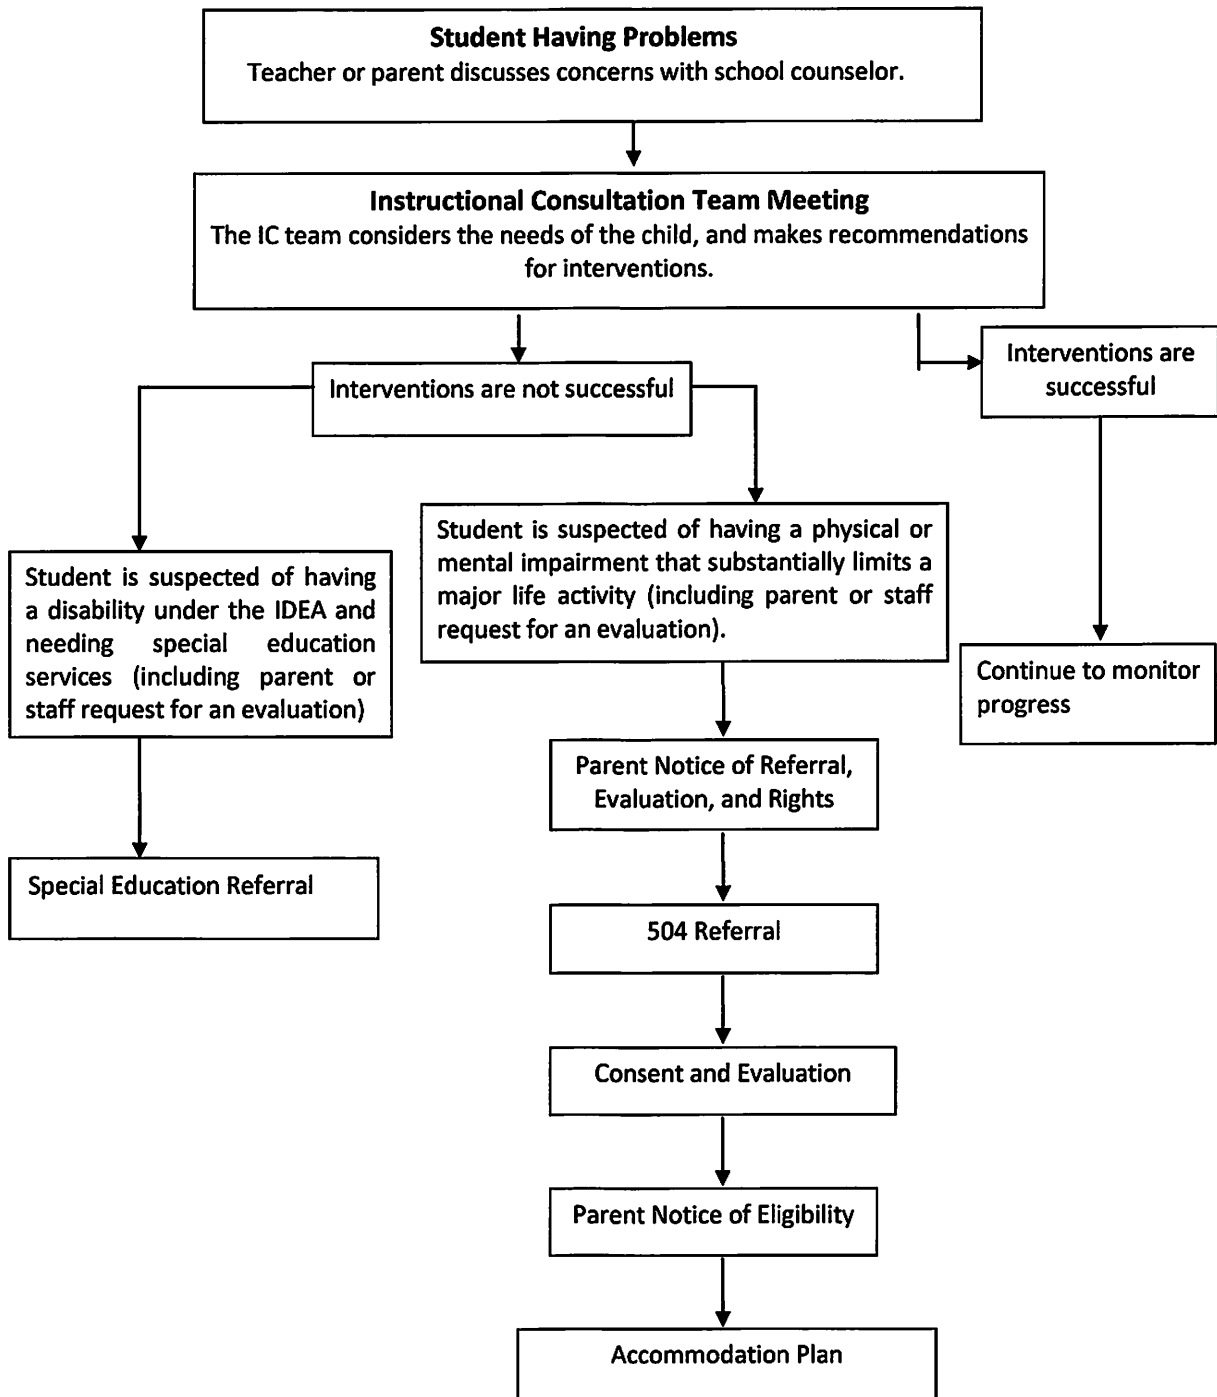 Student Having Problems
Teacher or parent discusses concerns with school counselor.
Instructional Consultation Team Meeting
The IC team considers the needs of the child, and makes recommendations
for interventions.
Interventions are not successful
Interventions are
successful
Student is suspected of having
a disability under the IDEA and
needing special education
services (including parent or
staff request for an evaluation)
Student is suspected of having a physical or
mental impairment that substantially limits a
major life activity (including parent or staff
request for an evaluation).
Continue to monitor
progress
Parent Notice of Referral,
Evaluation, and Rights
Special Education Referral
504 Referral
Consent and Evaluation
Parent Notice of Eligibility
Accommodation Plan